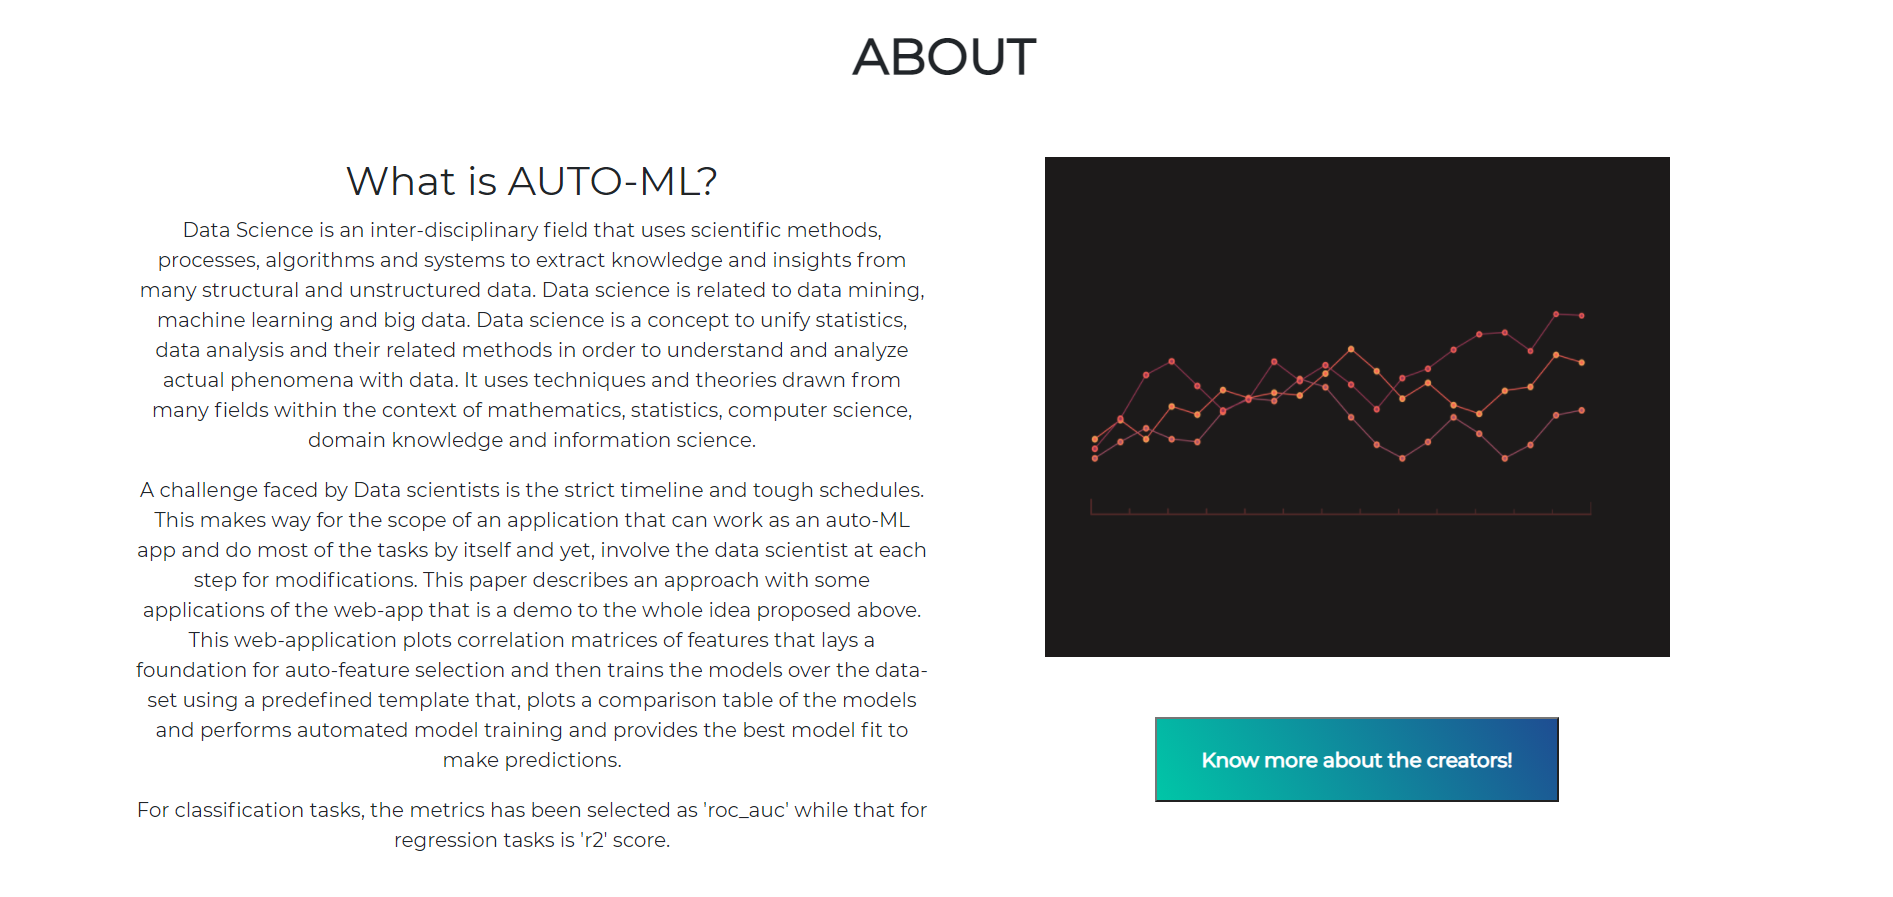 ABOUT
What is AUTO-ML?
Data Science is an inter-disciplinary field that uses scientific methods,
processes, algorithms and systems to extract knowledge and insights from
many structural and unstructured data. Data science is related to data mining,
machine learning and big data. Data science is a concept to unify statistics,
data analysis and their related methods in order to understand and analyze
actual phenomena with data. It uses techniques and theories drawn from
many fields within the context of mathematics, statistics, computer science,
domain knowledge and information science.
A challenge faced by Data scientists is the strict timeline and tough schedules.
This makes way for the scope of an application that can work as an auto-ML
app and do most of the tasks by itself and yet, involve the data scientist at each
step for modifications. This paper describes an approach with some
applications of the web-app that is a demo to the whole idea proposed above.
This web-application plots correlation matrices of features that lays a
foundation for auto-feature selection and then trains the models over the data-
set using a predefined template that, plots a comparison table of the models
and performs automated model training and provides the best model fit to
make predictions.
For classification tasks, the metrics has been selected as 'roc_auc' while that for
regression tasks is 'r2' score.
Know more about the creators!